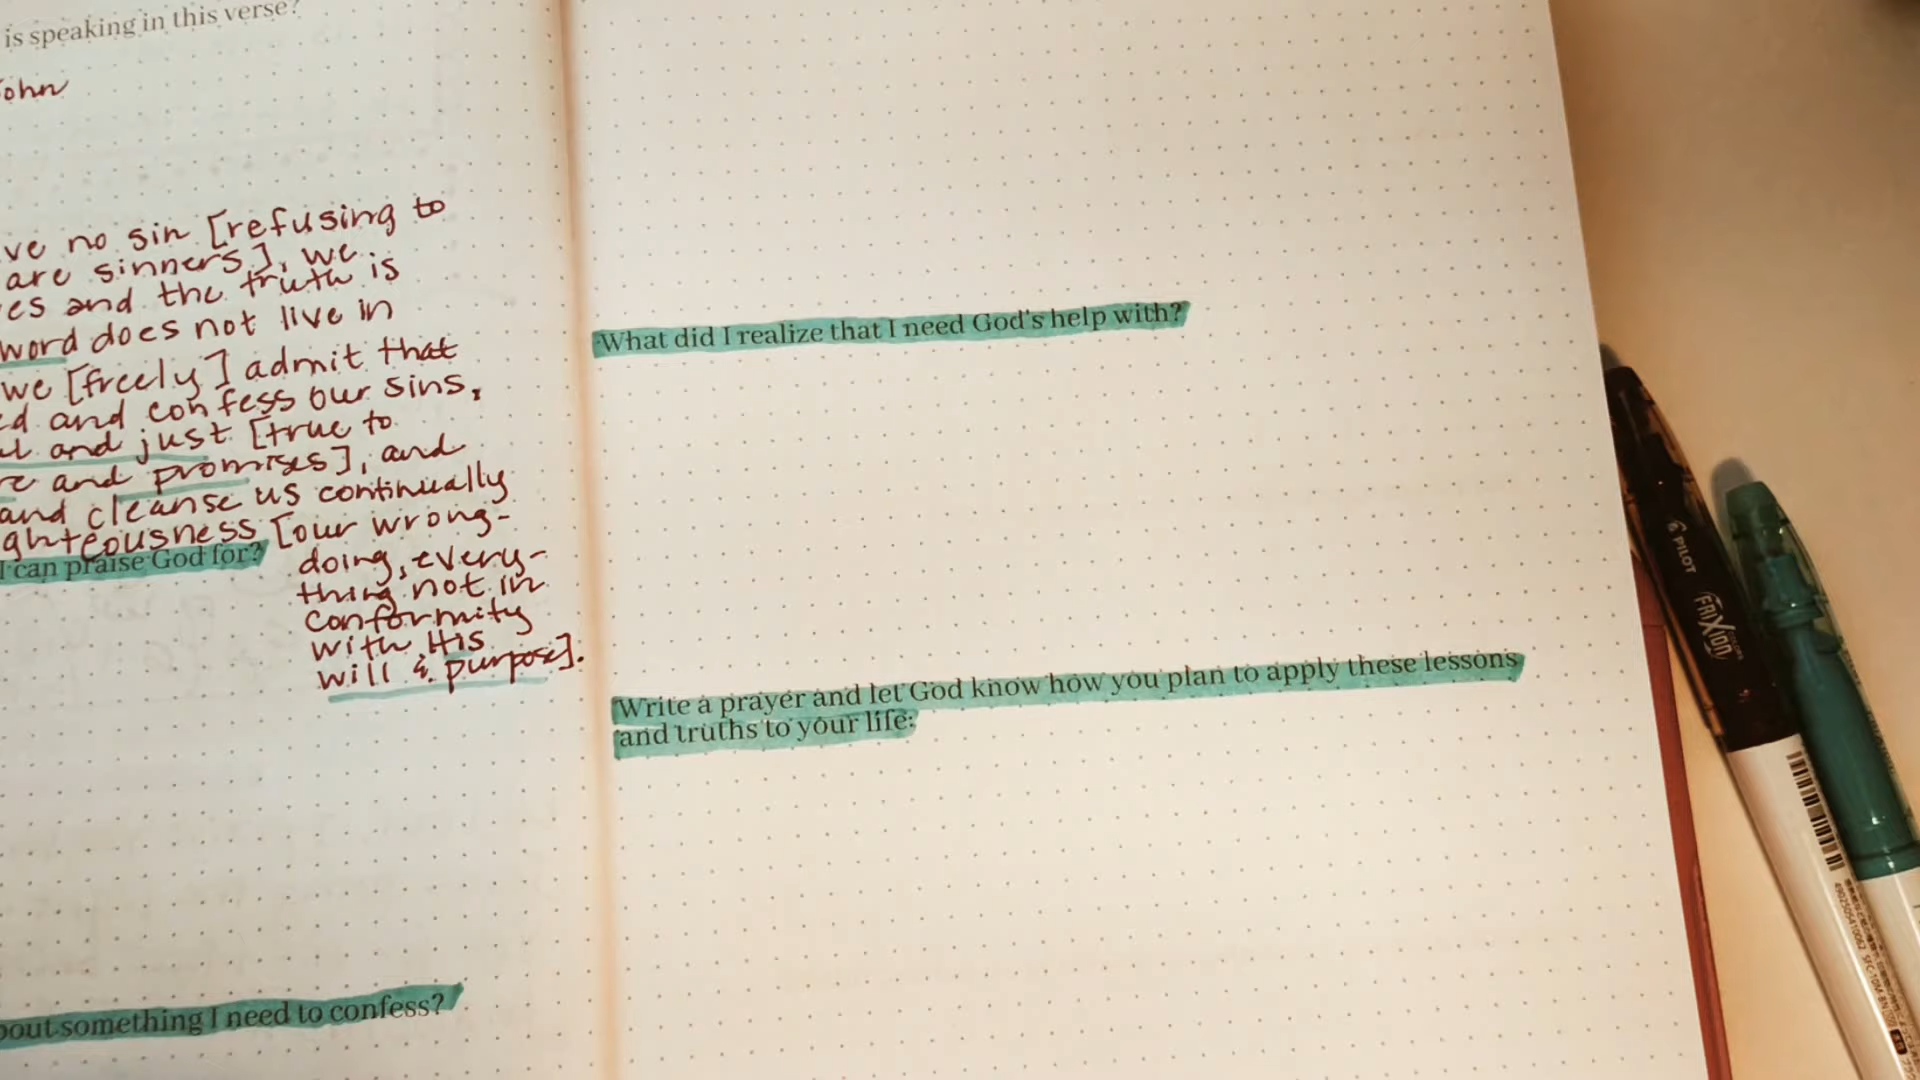 is speaking in this verse?
John
ve no sin [refusing to
are sinners], we
es and the truth is
word does not live in
we [freely] admit that
ed and confess our sins,
l and just [true to
re and promises], and
and cleanse us continually
ghteousness [our wrong-
doing, every-
thing not in
conformity
with His
will & purpose].
I can praise God for?
bout something I need to confess?
What did I realize that I need God's help with?
Write a prayer and let God know how you plan to apply these lessons
and truths to your life:
PILOT
FRIXION